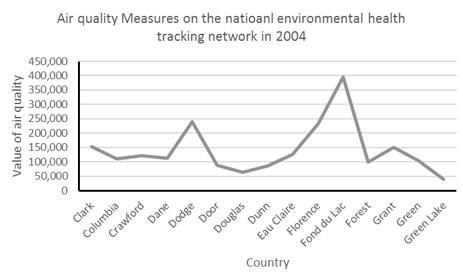 Air quality Measures on the natioanl environmental health
tracking network in 2004
Value of air quality
450,000
400,000
350,000
300,000
250,000
200,000
150,000
100,000
50,000
0
Clark
Columbia
Crawford
Dane
Dodge
Door
Douglas
Dunn
Eau Claire
Florence
Fond du Lac
Forest
Grant
Green
Green Lake
Country